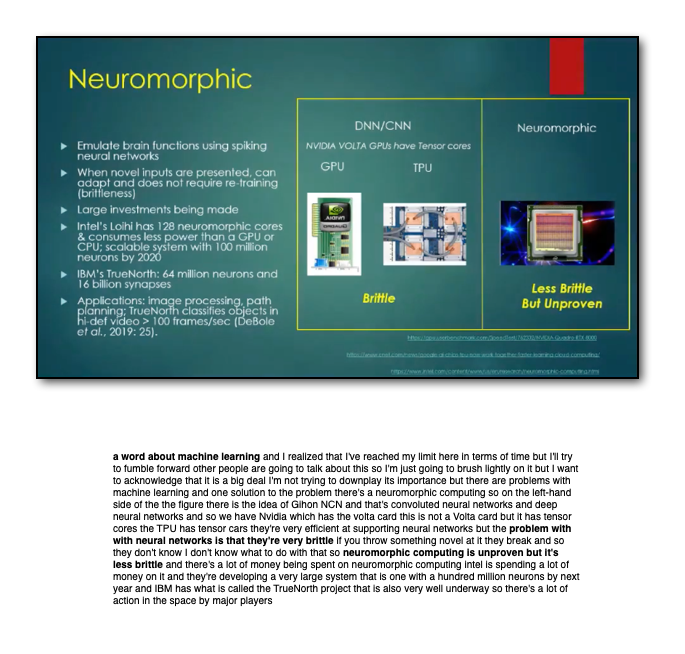 Neuromorphic
Emulate brain functions using spiking
neural networks
When novel inputs are presented, can
adapt and does not require re-training
(brittleness)
Large investments being made
Intel's Loihi has 128 neuromorphic cores
& consumes less power than a GPU or
CPU; scalable system with 100 million
neurons by 2020
IBM's TrueNorth: 64 million neurons and
16 billion synapses
Applications: image processing, path
planning; TrueNorth classifies objects in
hi-def video > 100 frames/sec (DeBole
et al., 2019: 25).
DNN/CNN
NVIDIA VOLTA GPUs have Tensor cores
GPU
TPU
Brittle
Neuromorphic
Less Brittle
But Unproven
a word about machine learning and I realized that I've reached my limit here in terms of time but I'll try
to fumble forward other people are going to talk about this so I'm just going to brush lightly on it but I want
to acknowledge that it is a big deal I'm not trying to downplay its importance but there are problems with
machine learning and one solution to the problem there's a neuromorphic computing so on the left-hand
side of the the figure there is the idea of Gihon NCN and that's convoluted neural networks and deep
neural networks and so we have Nvidia which has the volta card this is not a Volta card but it has tensor
cores the TPU has tensor cars they're very efficient at supporting neural networks but the problem with
with neural networks is that they're very brittle if you throw something novel at it they break and so
they don't know I don't know what to do with that so neuromorphic computing is unproven but it's
less brittle and there's a lot of money being spent on neuromorphic computing intel is spending a lot of
money on it and they're developing a very large system that is one with a hundred million neurons by next
year and IBM has what is called the TrueNorth project that is also very well underway so there's a lot of
action in the space by major players